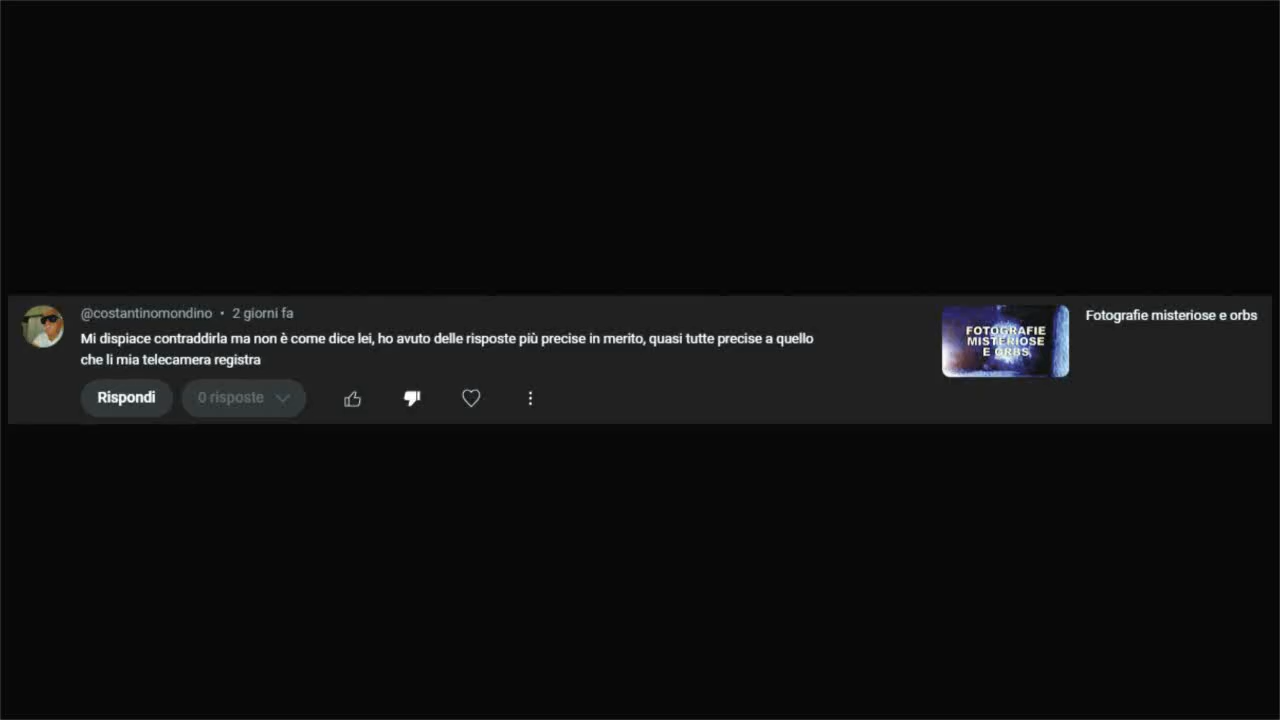 @costantinomondino • 2 giorni fa
Mi dispiace contraddirla ma non è come dice lei, ho avuto delle risposte più precise in merito, quasi tutte precise a quello
che li mia telecamera registra
Rispondi
0 risposte
FOTOGRAFIE
MISTERIOSE
E ORBS
Fotografie misteriose e orbs